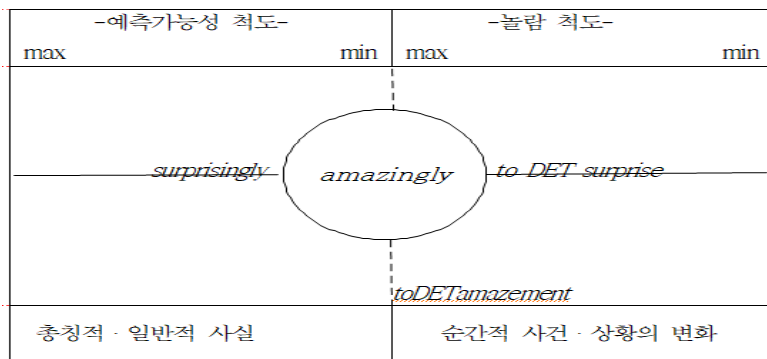 -예측가능성 척도- -놀람 척도-
max min max min
surprisingly amazingly to DET surprise
toDETamazement
총칭적·일반적 사실 순간적 사건·상황의 변화